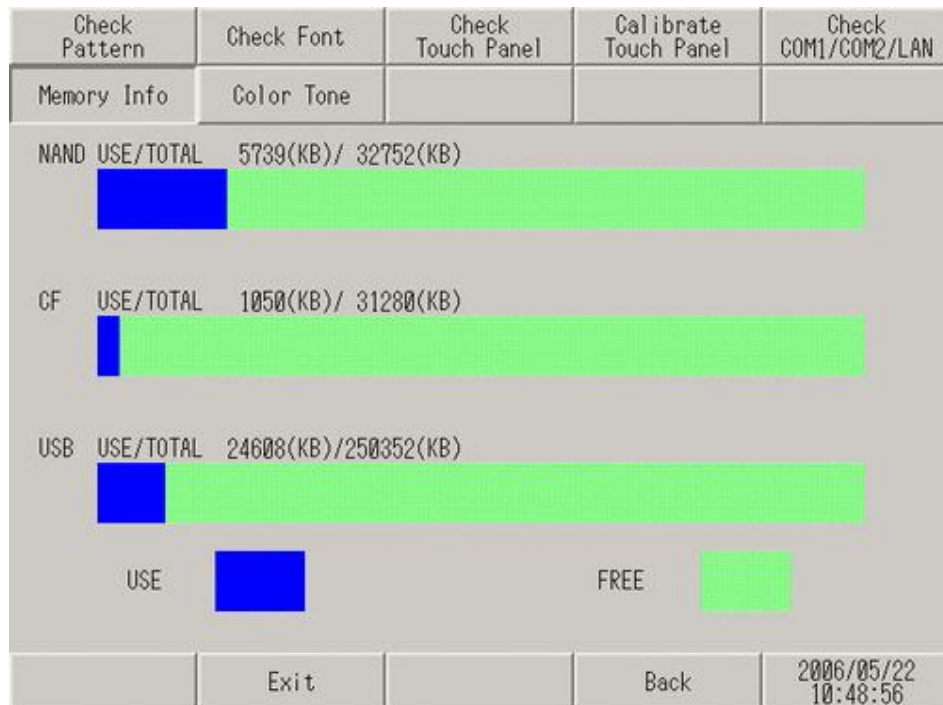 Check
Pattern
Check Font
Check
Touch Panel
Calibrate
Touch Panel
Check
COM1/COM2/LAN
Memory Info
Color Tone
NAND USE/TOTAL 5739(KB)/ 32752(KB)
CF USE/TOTAL 1050(KB)/ 31280(KB)
USB USE/TOTAL 24608(KB)/250352(KB)
USE
FREE
Exit
Back
2006/05/22
10:48:56